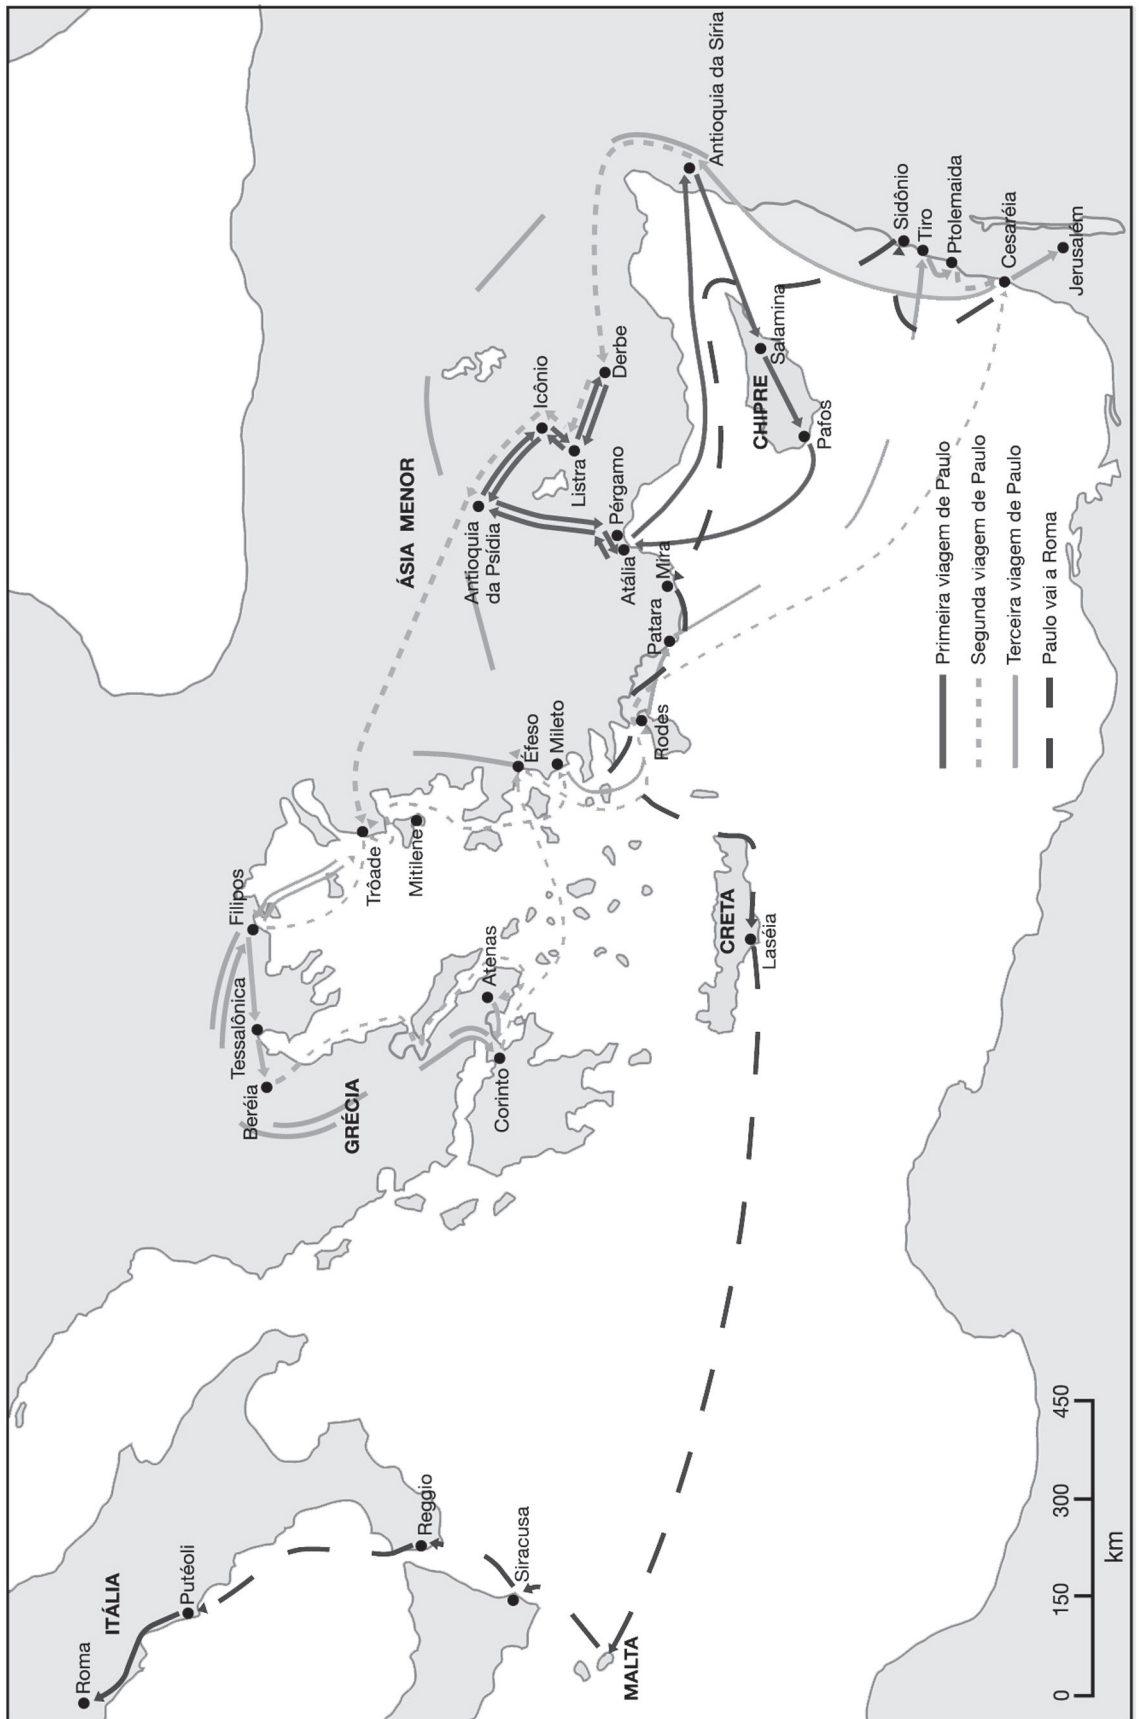 Roma
ITÁLIA
Putéoli
Reggio
Siracusa
MALTA
Beréia
Tessalônica
Filipos
GRÉCIA
Corinto
Atenas
Trôade
Mitilene
Éfeso
Mileto
Rodes
Patara
Mira
CRETA
Laséia
ÁSIA MENOR
Antioquia
da Psídia
Icônio
Listra
Derbe
Pérgamo
Atália
CHIPRE
Salamina
Pafos
Antioquia da Síria
Sidônio
Tiro
Ptolemaida
Cesaréia
Jerusalém
Primeira viagem de Paulo
Segunda viagem de Paulo
Terceira viagem de Paulo
Paulo vai a Roma
0 150 300 450
km